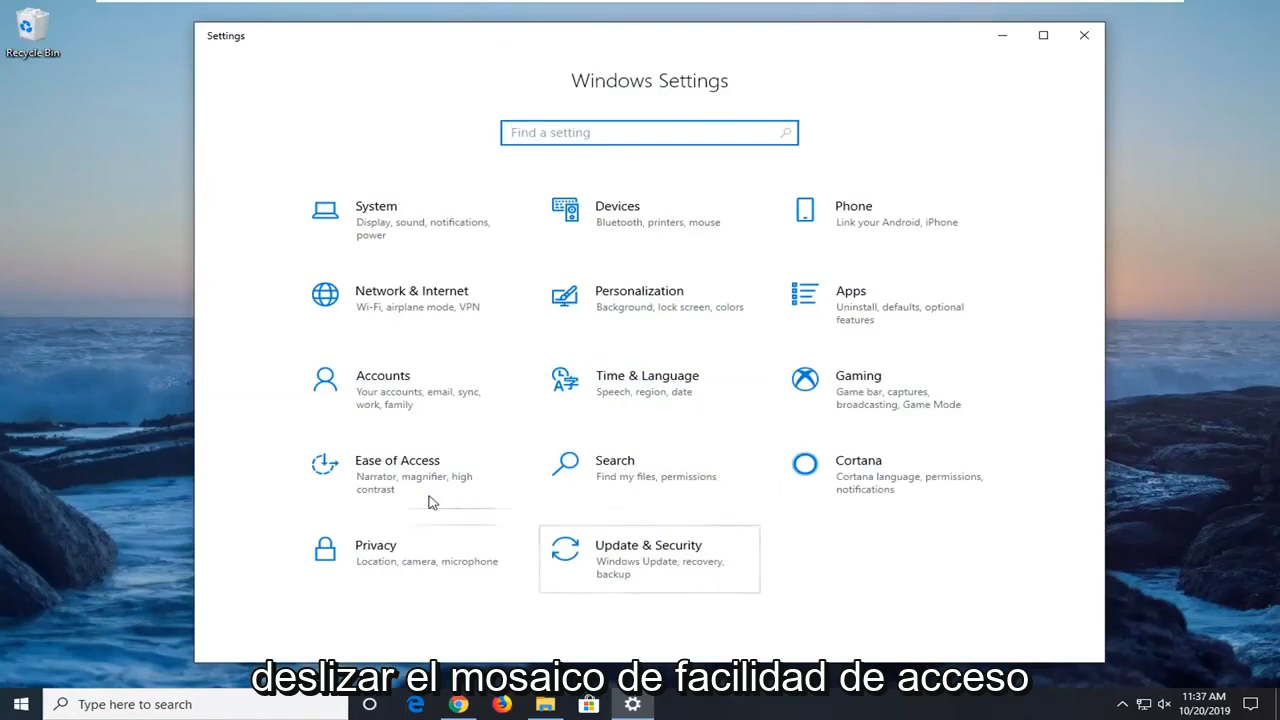 Recycle Bin
Settings
Windows Settings
Find a setting
System
Display, sound, notifications,
power
Devices
Bluetooth, printers, mouse
Phone
Link your Android, iPhone
Network & Internet
Wi-Fi, airplane mode, VPN
Personalization
Background, lock screen, colors
Apps
Uninstall, defaults, optional
features
Accounts
Your accounts, email, sync,
work, family
Time & Language
Speech, region, date
Gaming
Game bar, captures,
broadcasting, Game Mode
Ease of Access
Narrator, magnifier, high
contrast
Search
Find my files, permissions
Cortana
Cortana language, permissions,
notifications
Privacy
Location, camera, microphone
Update & Security
Windows Update, recovery,
backup
deslizar el mosaico de facilidad de acceso
Type here to search
11:37 AM
10/20/2019